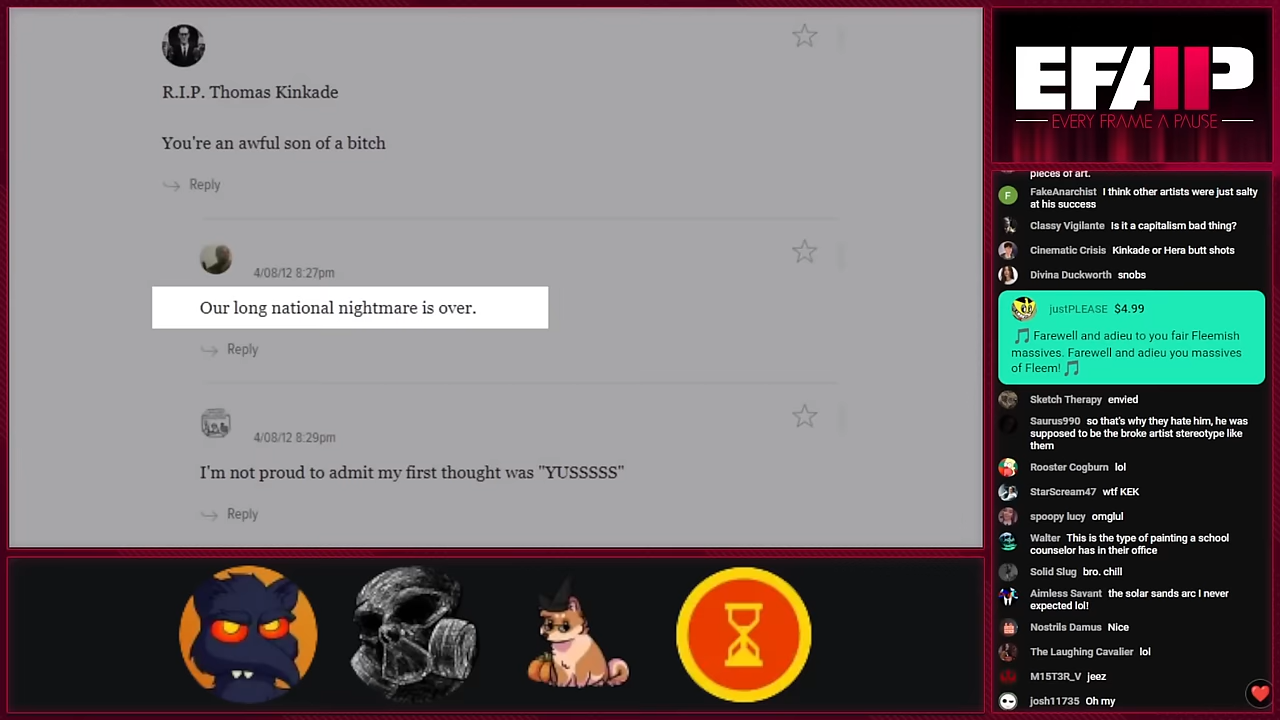 R.I.P. Thomas Kinkade
You're an awful son of a bitch
Reply
4/08/12 8:27pm
Our long national nightmare is over.
Reply
4/08/12 8:29pm
I'm not proud to admit my first thought was "YUSSSSS"
Reply
EFAP
EVERY FRAME A PAUSE
pieces of art.
F
FakeAnarchist I think other artists were just salty
at his success
Classy Vigilante Is it a capitalism bad thing?
Cinematic Crisis Kinkade or Hera butt shots
Divina Duckworth snobs
justPLEASE $4.99
🎵 Farewell and adieu to you fair Fleemish
massives. Farewell and adieu you massives
of Fleem! 🎵
Sketch Therapy envied
Saurus990 so that's why they hate him, he was
supposed to be the broke artist stereotype like
them
Rooster Cogburn lol
StarScream47 wtf KEK
spoopy lucy omglul
Walter This is the type of painting a school
counselor has in their office
Solid Slug bro. chill
Aimless Savant the solar sands arc I never
expected lol!
Nostrils Damus Nice
The Laughing Cavalier lol
M15T3R_V jeez
josh11735 Oh my